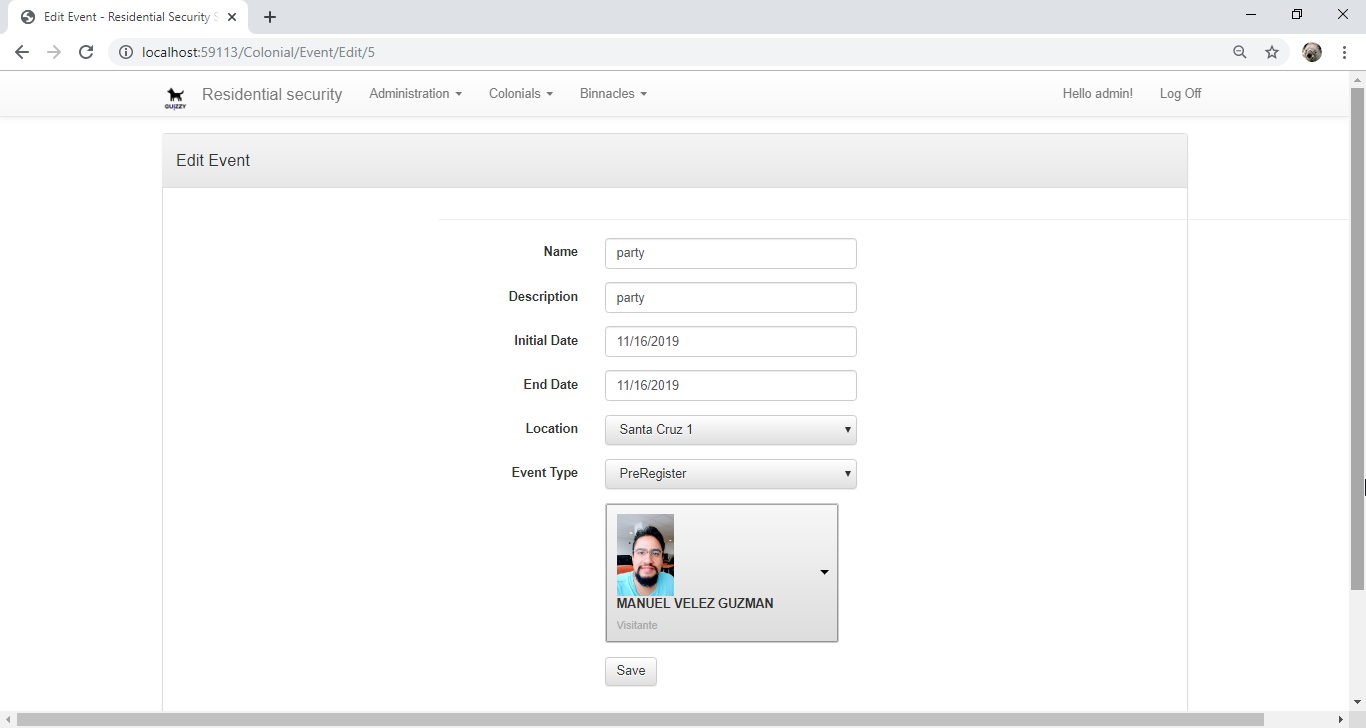 Edit Event - Residential Security S
localhost:59113/Colonial/Event/Edit/5
GUIZZY Residential security Administration Colonials Binnacles Hello admin! Log Off
Edit Event
Name party
Description party
Initial Date 11/16/2019
End Date 11/16/2019
Location Santa Cruz 1
Event Type PreRegister
MANUEL VELEZ GUZMAN
Visitante
Save